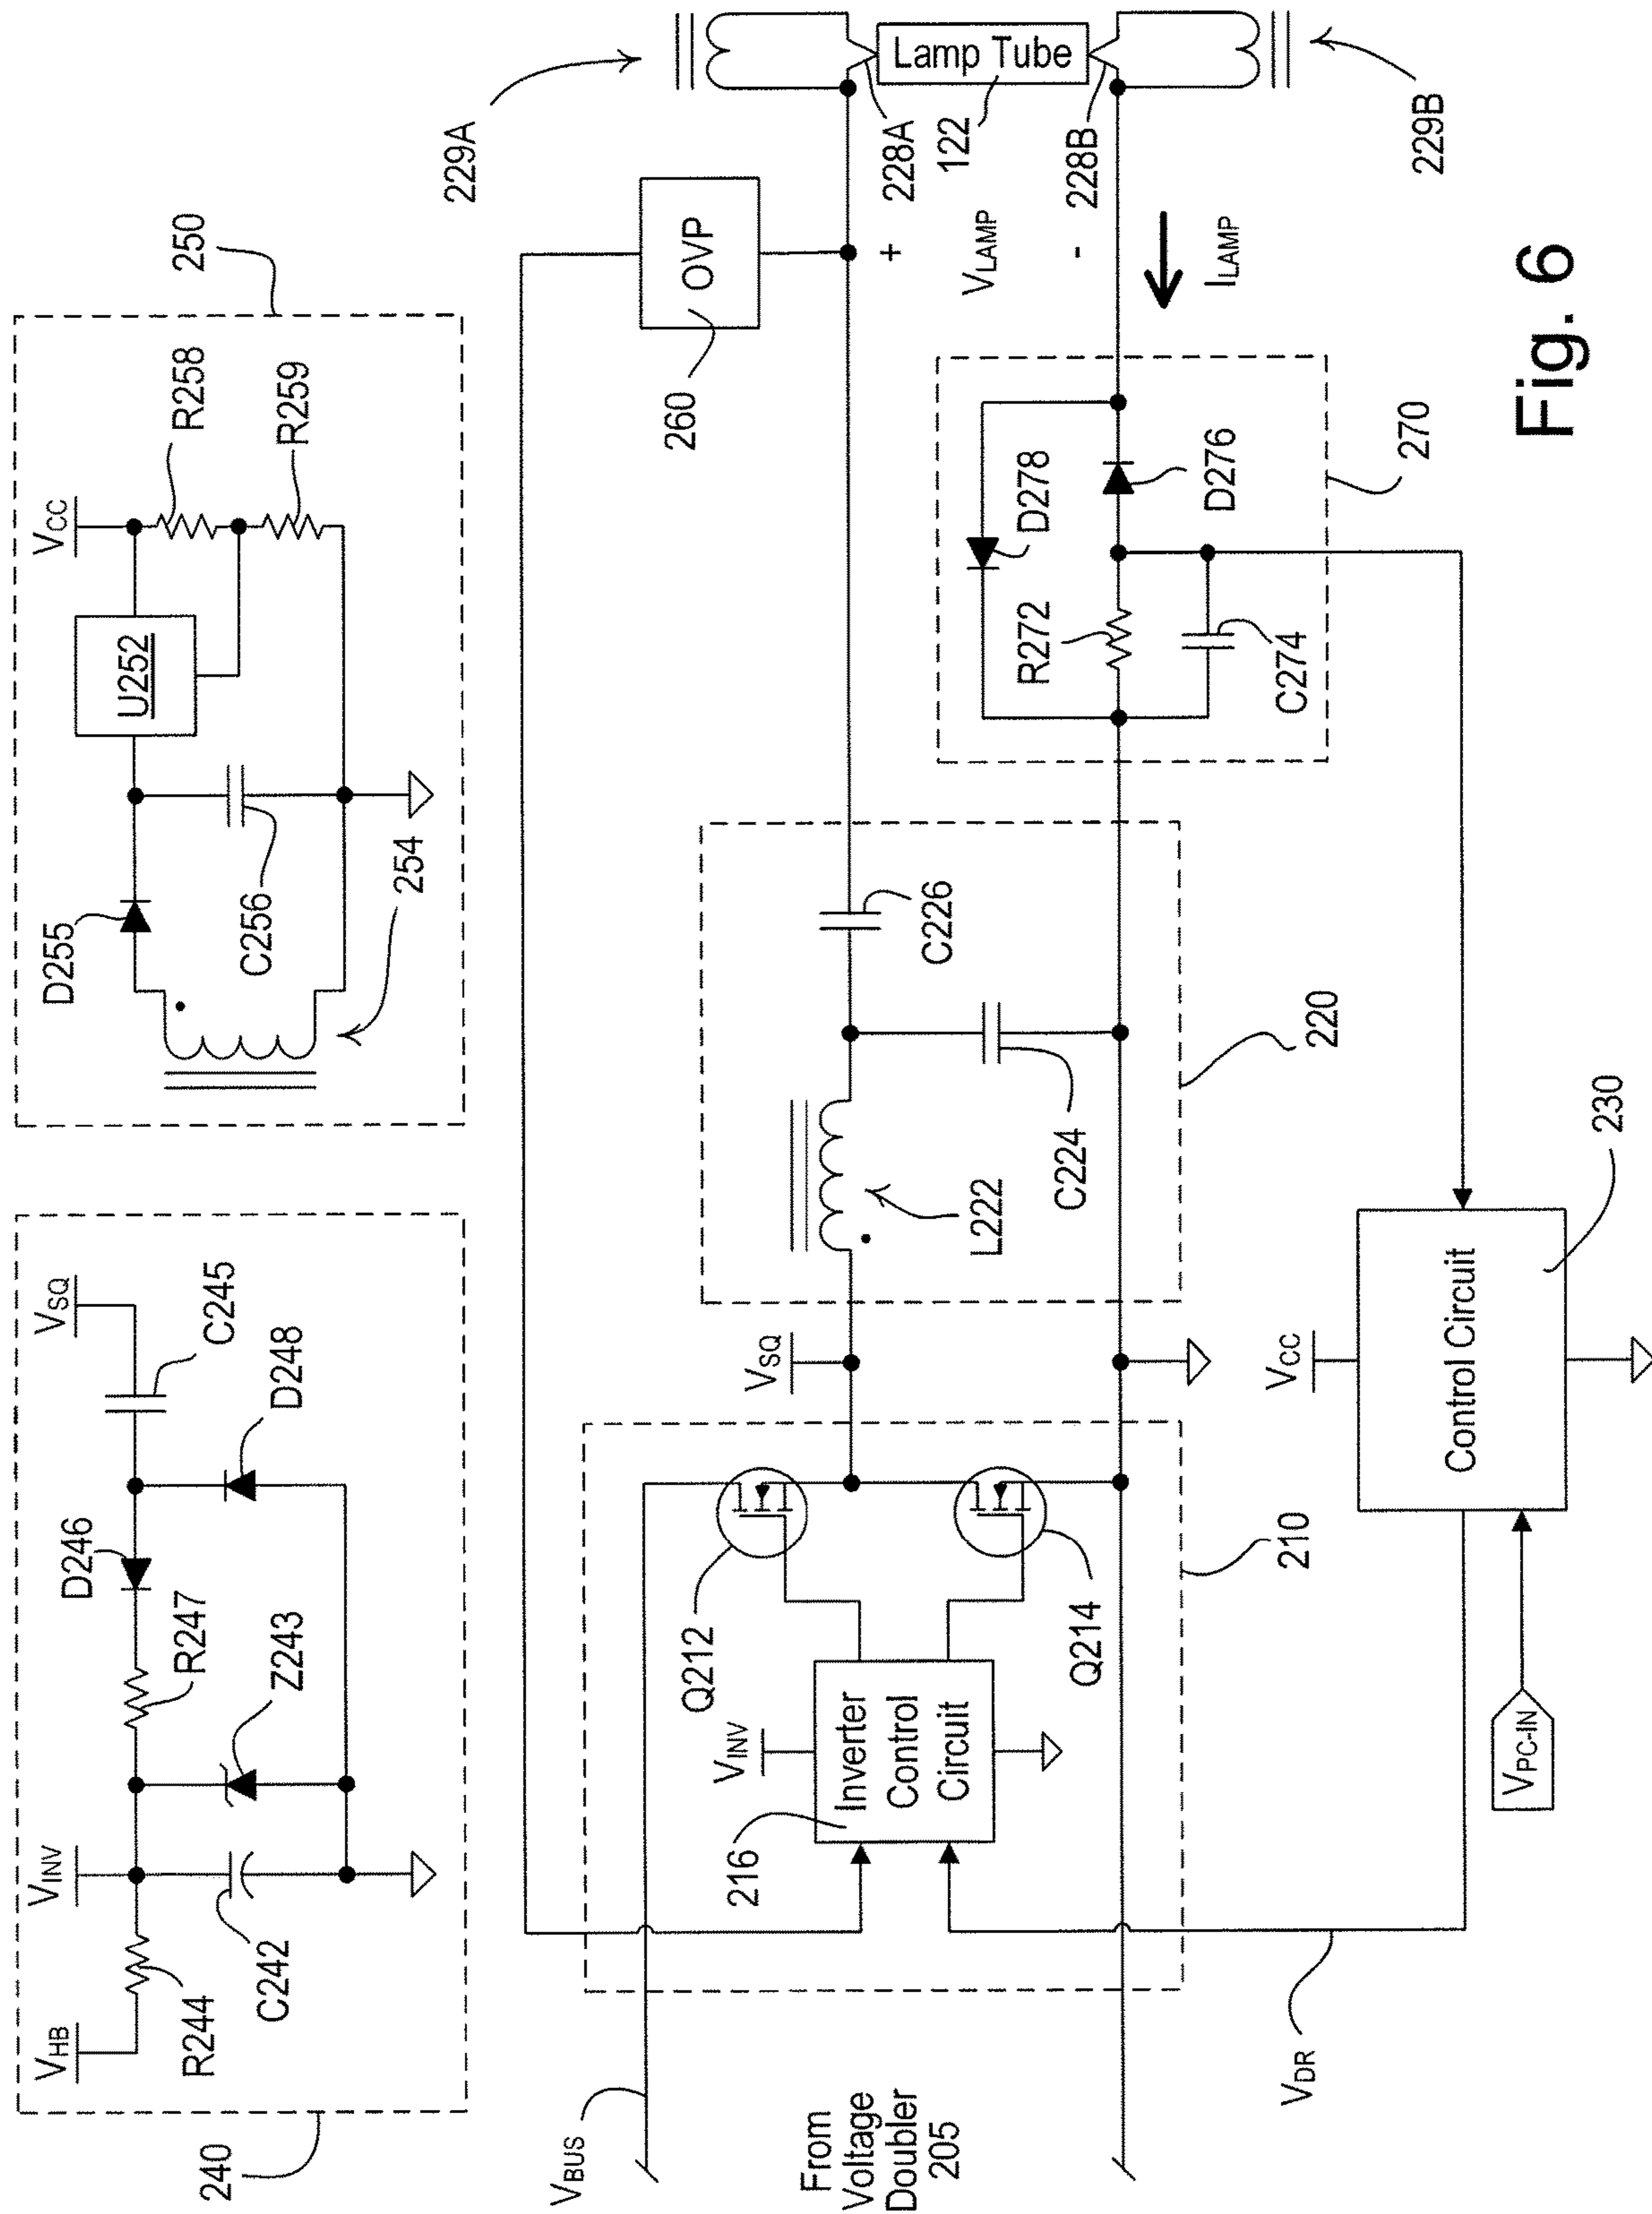 240
VHB
R244
VINV
C242
Z243
R247
D246
D248
VSQ
C245
250
D255
C256
254
U252
VCC
R258
R259
VBUS
From
Voltage
Doubler
205
Q212
VINV
216
Inverter
Control
Circuit
Q214
210
VSQ
L222
C224
C226
220
260
OVP
229A
228A
Lamp Tube
122
228B
229B
+
VLAMP
-
ILAMP
D278
R272
C274
D276
270
VDR
VPC-IN
VCC
Control Circuit
230
Fig. 6